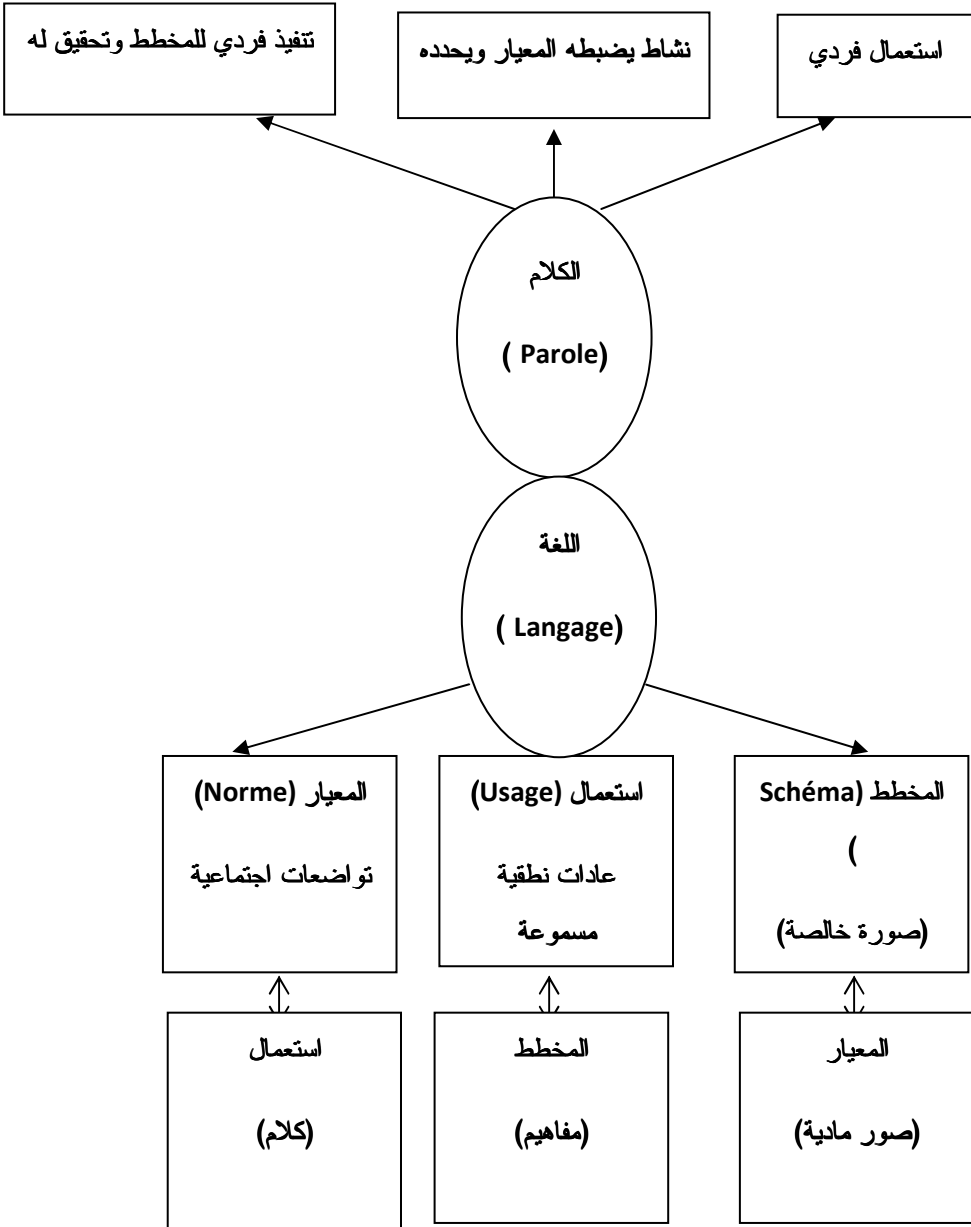 استعمال فردي
نشاط يضبطه المعيار ويحدده
تنفيذ فردي للمخطط وتحقيق له
الكلام
( Parole)
اللغة
( Langage)
المخطط (Schéma
)
(صورة خالصة)
استعمال (Usage)
عادات نطقية
مسموعة
المعيار (Norme)
تواضعات اجتماعية
المعيار
(صور مادية)
المخطط
(مفاهيم)
استعمال
(كلام)